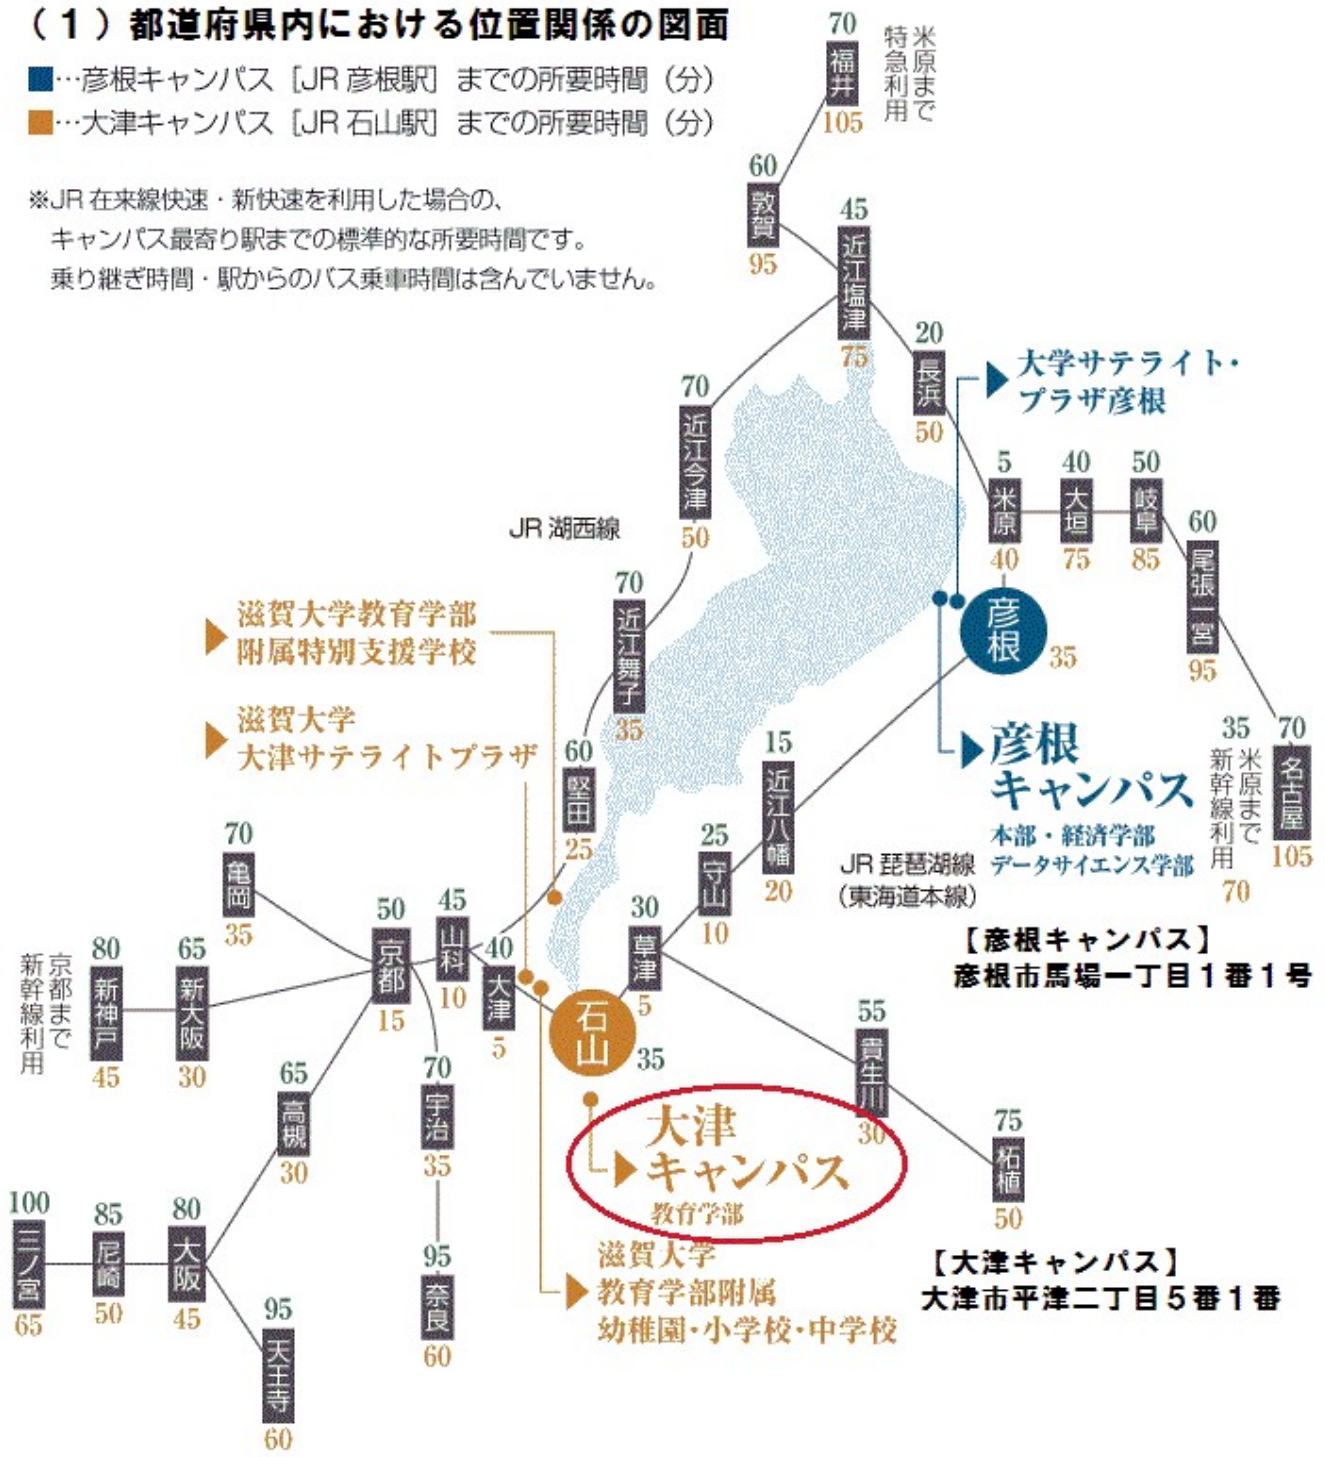 （１）都道府県内における位置関係の図面
■…彦根キャンパス［JR 彦根駅］までの所要時間（分）
■…大津キャンパス［JR 石山駅］までの所要時間（分）
※JR 在来線快速・新快速を利用した場合の、
キャンパス最寄り駅までの標準的な所要時間です。
乗り継ぎ時間・駅からのバス乗車時間は含んでいません。
70
福井
105
米原まで
特急利用
60
敦賀
95
45
近江塩津
75
20
長浜
50
大学サテライト・
プラザ彦根
70
近江今津
50
5
米原
40
40
大垣
75
50
岐阜
85
60
尾張一宮
95
JR 湖西線
70
近江舞子
35
彦根
35
滋賀大学教育学部
附属特別支援学校
滋賀大学
大津サテライトプラザ
60
堅田
25
15
近江八幡
20
彦根
キャンパス
本部・経済学部
データサイエンス学部
35
米原まで
新幹線利用
70
70
名古屋
105
JR 琵琶湖線
（東海道本線）
25
守山
10
70
亀岡
35
50
京都
15
45
山科
10
40
大津
5
30
草津
5
【彦根キャンパス】
彦根市馬場一丁目１番１号
京都まで
新幹線利用
80
新神戸
45
65
新大阪
30
石山
35
55
貴生川
30
65
高槻
30
70
宇治
35
大津
キャンパス
教育学部
75
柘植
50
100
三ノ宮
65
85
尼崎
50
80
大阪
45
95
天王寺
60
95
奈良
60
滋賀大学
教育学部附属
幼稚園・小学校・中学校
【大津キャンパス】
大津市平津二丁目５番１番